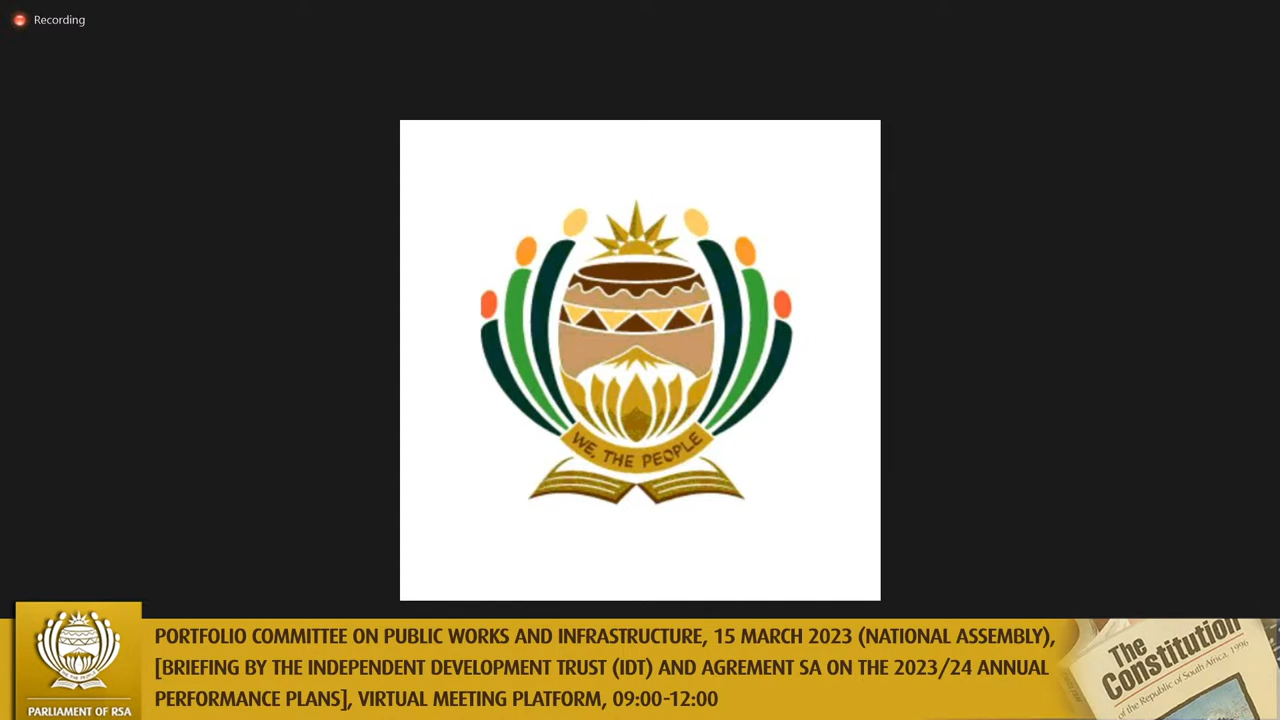 Recording
WE, THE PEOPLE
PORTFOLIO COMMITTEE ON PUBLIC WORKS AND INFRASTRUCTURE, 15 MARCH 2023 (NATIONAL ASSEMBLY),
[BRIEFING BY THE INDEPENDENT DEVELOPMENT TRUST (IDT) AND AGREMENT SA ON THE 2023/24 ANNUAL
PERFORMANCE PLANS], VIRTUAL MEETING PLATFORM, 09:00-12:00
PARLIAMENT OF RSA
The
Constitution
of the Republic of South Africa, 1996